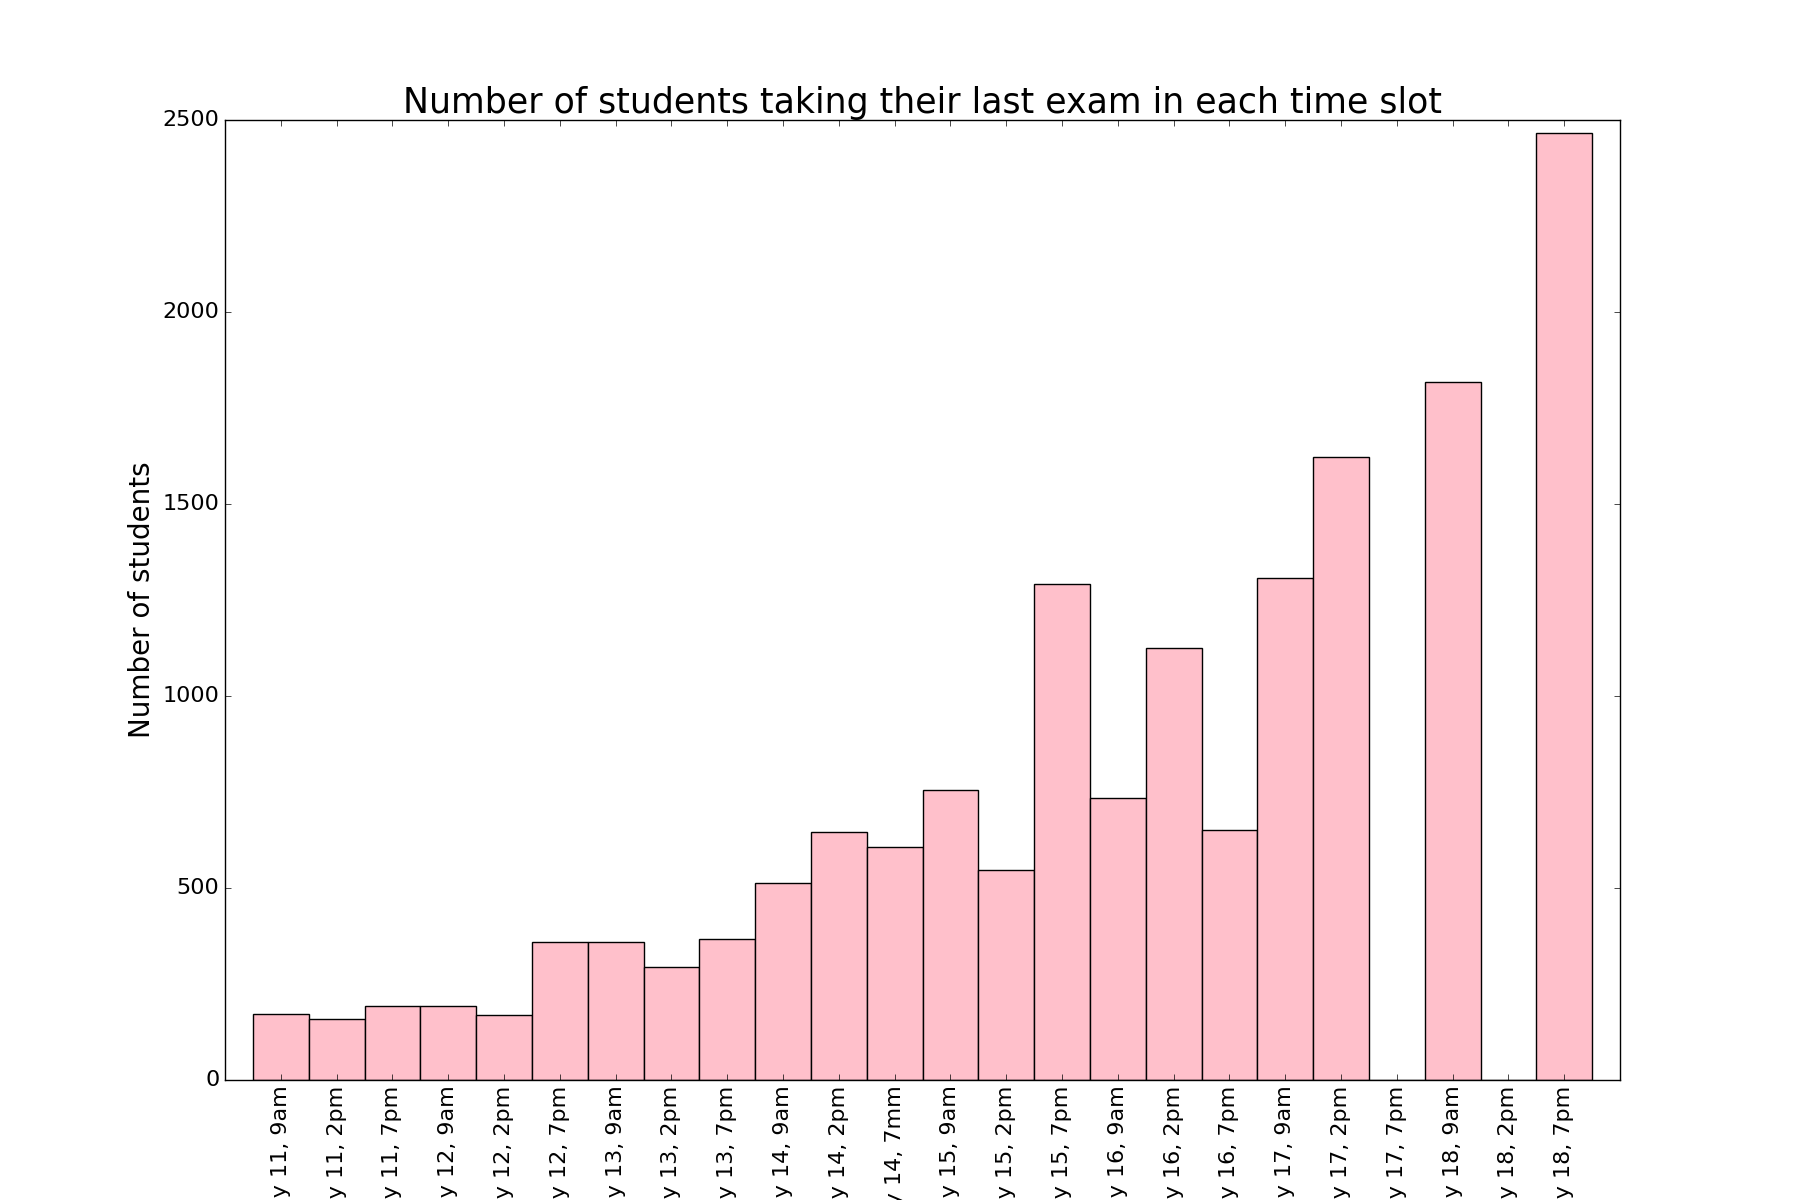 Number of students taking their last exam in each time slot
Number of students
2500
2000
1500
1000
500
0
y 11, 9am
y 11, 2pm
y 11, 7pm
y 12, 9am
y 12, 2pm
y 12, 7pm
y 13, 9am
y 13, 2pm
y 13, 7pm
y 14, 9am
y 14, 2pm
y 14, 7mm
y 15, 9am
y 15, 2pm
y 15, 7pm
y 16, 9am
y 16, 2pm
y 16, 7pm
y 17, 9am
y 17, 2pm
y 17, 7pm
y 18, 9am
y 18, 2pm
y 18, 7pm